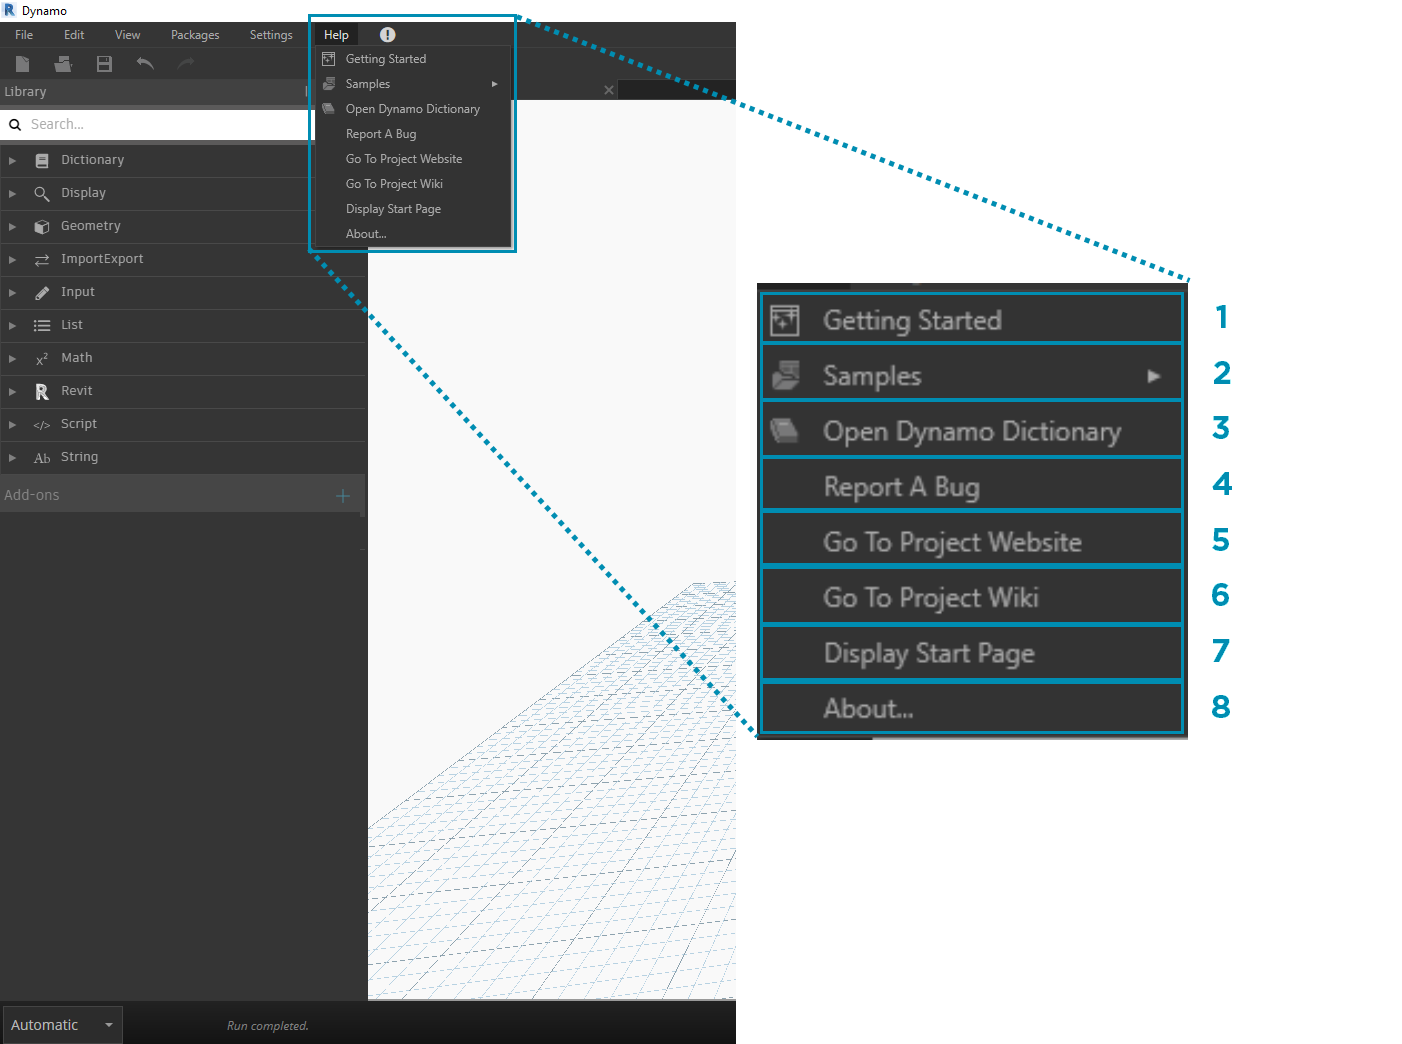 Dynamo
File Edit View Packages Settings Help
Getting Started
Samples
Open Dynamo Dictionary
Report A Bug
Go To Project Website
Go To Project Wiki
Display Start Page
About...
Library
Search...
Dictionary
Display
Geometry
ImportExport
Input
List
Math
Revit
Script
String
Add-ons
Automatic
Run completed.
Getting Started 1
Samples 2
Open Dynamo Dictionary 3
Report A Bug 4
Go To Project Website 5
Go To Project Wiki 6
Display Start Page 7
About... 8